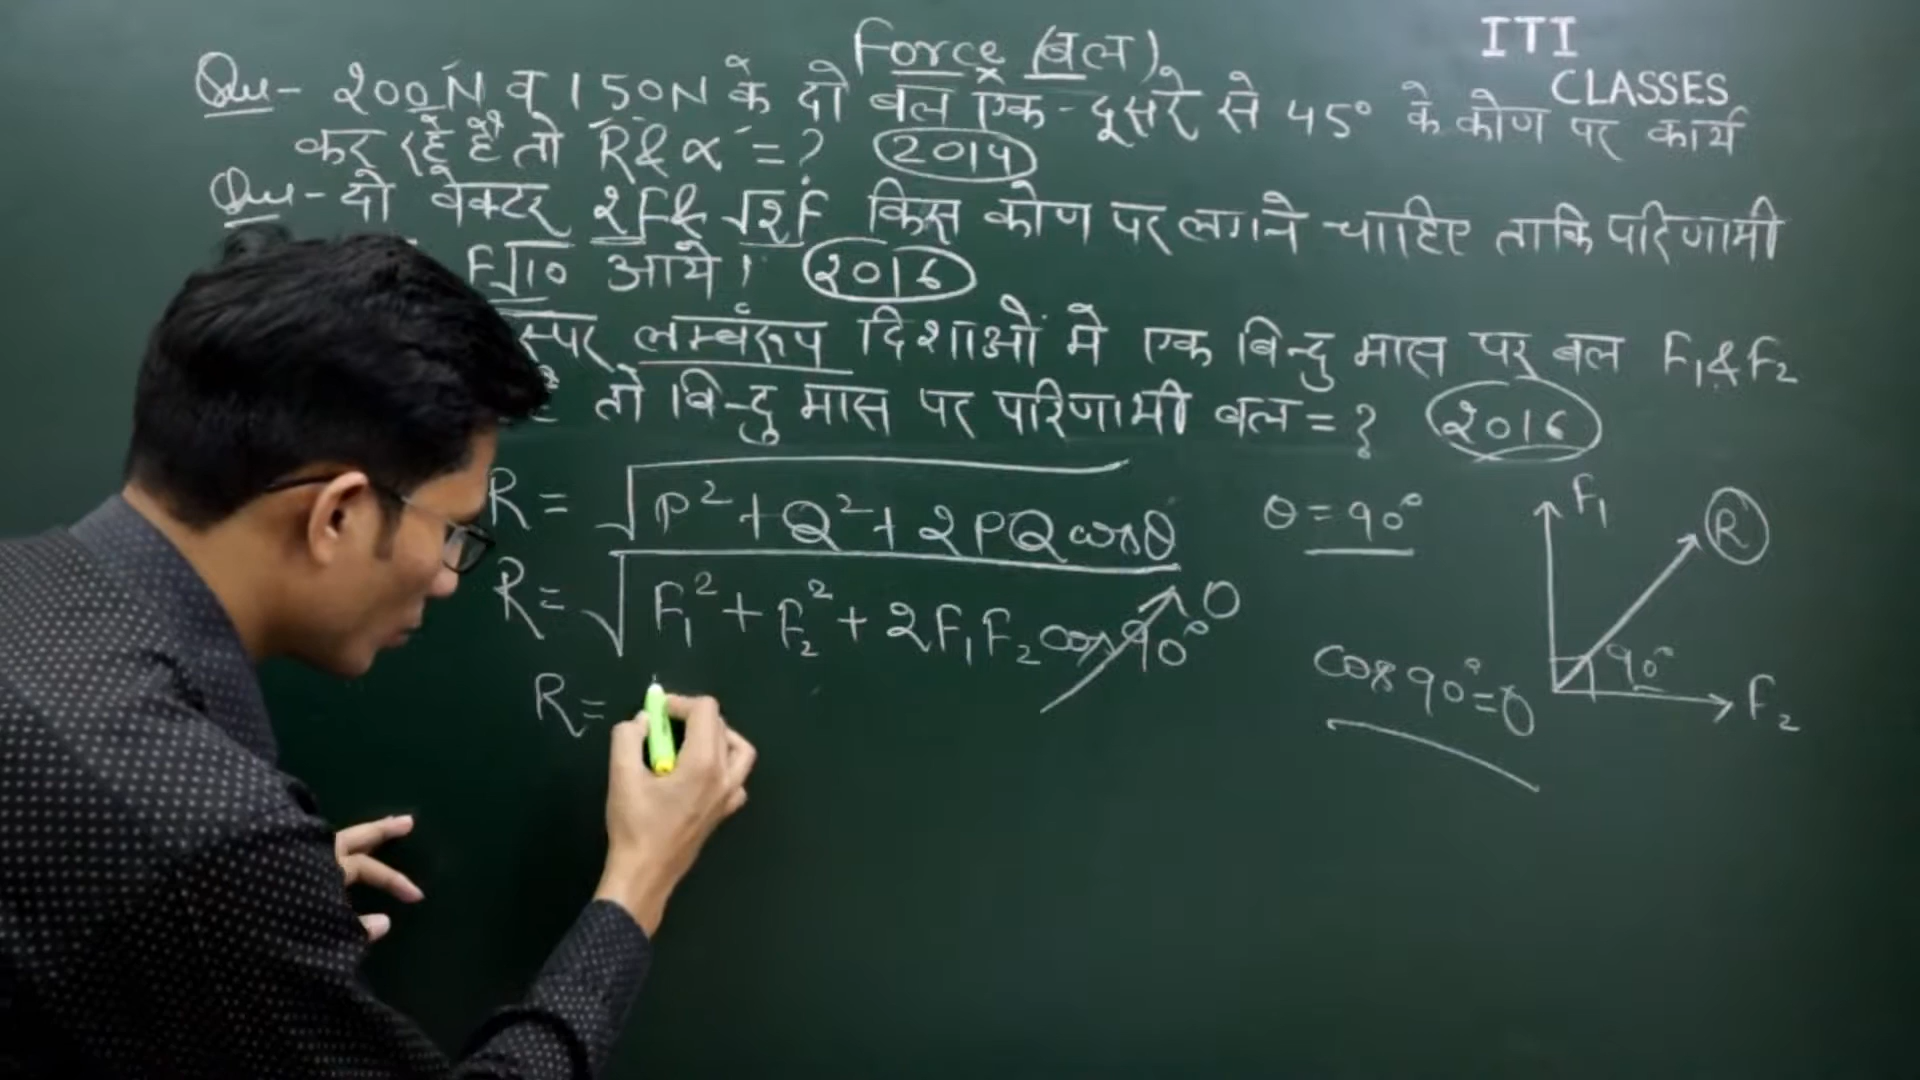 Force (बल)
ITI
CLASSES
Qu- 200N व 150N के दो बल एक-दूसरे से 45° के कोण पर कार्य
कर रहे हैं तो R & α = ? (2014)
Qu- दो वेक्टर 2F & √2F किस कोण पर लगने चाहिए ताकि परिणामी
F√10 आये। (2016)
स्पर लम्बंरूप दिशाओं मे एक बिन्दु मास पर बल F₁ & F₂
तो बिन्दु मास पर परिणामी बल = ? (2016)
R = √P² + Q² + 2PQ cosθ
θ = 90°
R = √F₁² + F₂² + 2F₁F₂ cos 90° 0
R =
cos 90° = 0
F₁
R
90°
F₂